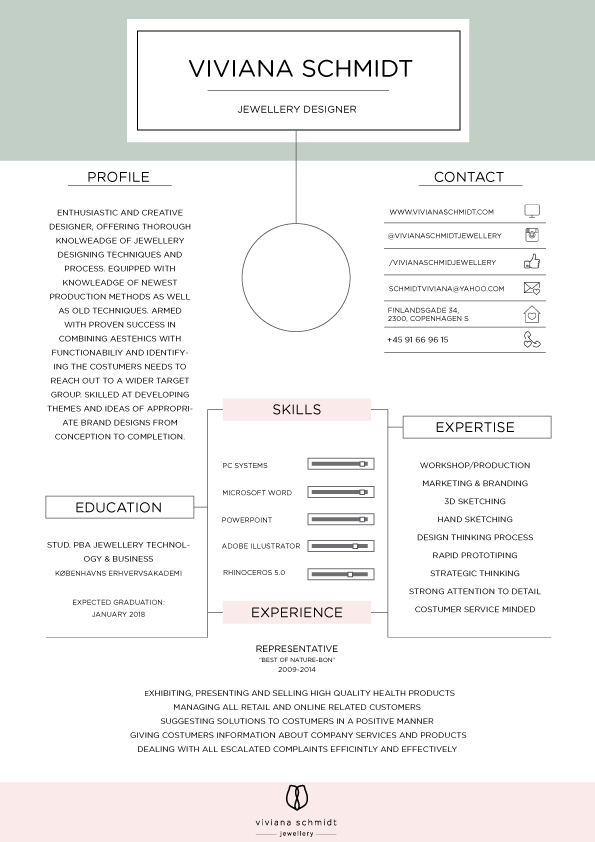 VIVIANA SCHMIDT
JEWELLERY DESIGNER
PROFILE
ENTHUSIASTIC AND CREATIVE
DESIGNER, OFFERING THOROUGH
KNOLWEADGE OF JEWELLERY
DESIGNING TECHNIQUES AND
PROCESS. EQUIPPED WITH
KNOWLEADGE OF NEWEST
PRODUCTION METHODS AS WELL
AS OLD TECHNIQUES. ARMED
WITH PROVEN SUCCESS IN
COMBINING AESTEHICS WITH
FUNCTIONABILIY AND IDENTIFY-
ING THE COSTUMERS NEEDS TO
REACH OUT TO A WIDER TARGET
GROUP. SKILLED AT DEVELOPING
THEMES AND IDEAS OF APPROPRI-
ATE BRAND DESIGNS FROM
CONCEPTION TO COMPLETION.
CONTACT
WWW.VIVIANASCHMIDT.COM
@VIVIANASCHMIDTJEWELLERY
/VIVIANASCHMIDJEWELLERY
SCHMIDTVIVIANA@YAHOO.COM
FINLANDSGADE 34,
2300, COPENHAGEN S
+45 91 66 96 15
EDUCATION
STUD. PBA JEWELLERY TECHNOL-
OGY & BUSINESS
KØBENHAVNS ERHVERVSAKADEMI
EXPECTED GRADUATION:
JANUARY 2018
SKILLS
PC SYSTEMS
MICROSOFT WORD
POWERPOINT
ADOBE ILLUSTRATOR
RHINOCEROS 5.0
EXPERTISE
WORKSHOP/PRODUCTION
MARKETING & BRANDING
3D SKETCHING
HAND SKETCHING
DESIGN THINKING PROCESS
RAPID PROTOTIPING
STRATEGIC THINKING
STRONG ATTENTION TO DETAIL
COSTUMER SERVICE MINDED
EXPERIENCE
REPRESENTATIVE
"BEST OF NATURE-BON"
2009-2014
EXHIBITING, PRESENTING AND SELLING HIGH QUALITY HEALTH PRODUCTS
MANAGING ALL RETAIL AND ONLINE RELATED CUSTOMERS
SUGGESTING SOLUTIONS TO COSTUMERS IN A POSITIVE MANNER
GIVING COSTUMERS INFORMATION ABOUT COMPANY SERVICES AND PRODUCTS
DEALING WITH ALL ESCALATED COMPLAINTS EFFICINTLY AND EFFECTIVELY
viviana schmidt
jewellery